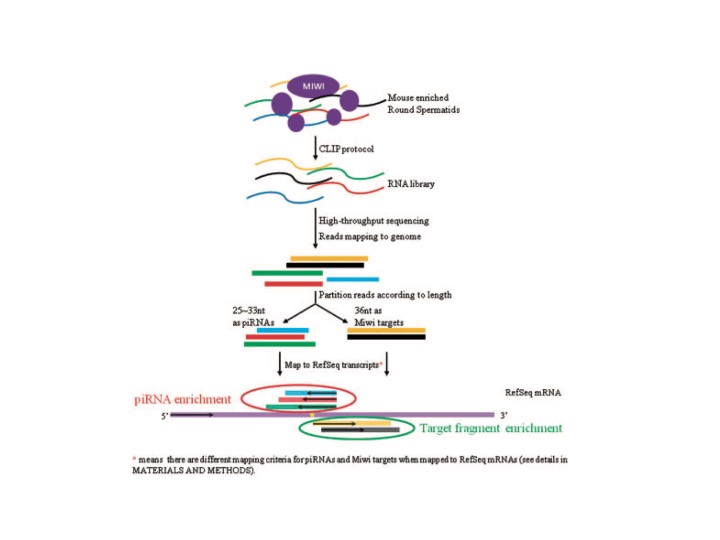 MIWI
Mouse enriched
Round Spermatids
CLIP protocol
RNA library
High-throughput sequencing
Reads mapping to genome
Partition reads according to length
25~33nt
as piRNAs
36nt as
Miwi targets
Map to RefSeq transcripts*
RefSeq mRNA
piRNA enrichment
5'
3'
Target fragment enrichment
* means there are different mapping criteria for piRNAs and Miwi targets when mapped to RefSeq mRNAs (see details in
MATERIALS AND METHODS).